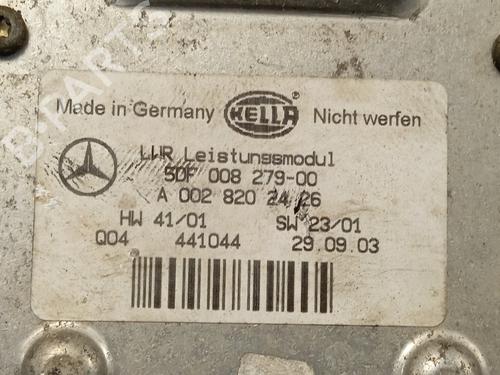 Made in Germany HELLA Nicht werfen
LWR Leistungsmodul
5DF 008 279-00
A 002 820 24 26
HW 41/01 SW 23/01
Q04 441044 29.09.03